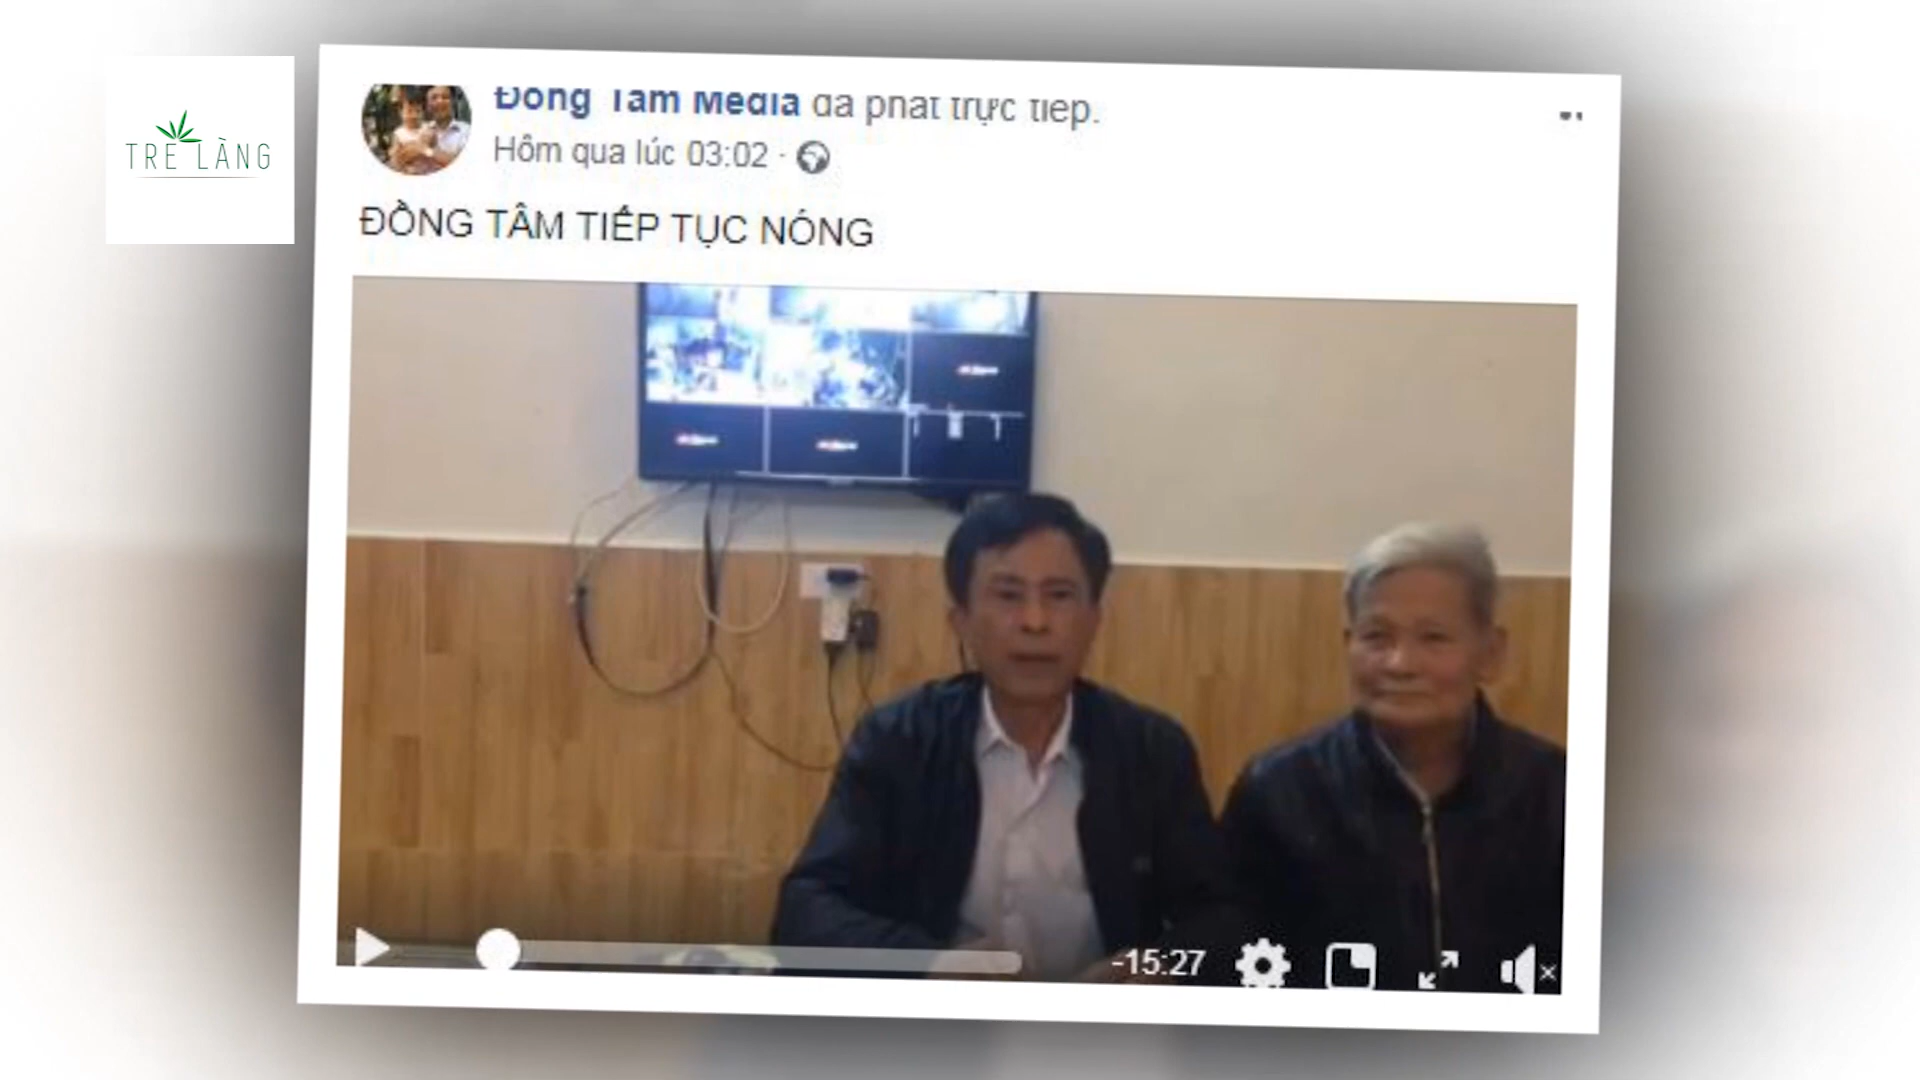 TRE LÀNG
Đồng Tâm Media đã phát trực tiếp.
Hôm qua lúc 03:02 ·
ĐỒNG TÂM TIẾP TỤC NÓNG
-15:27